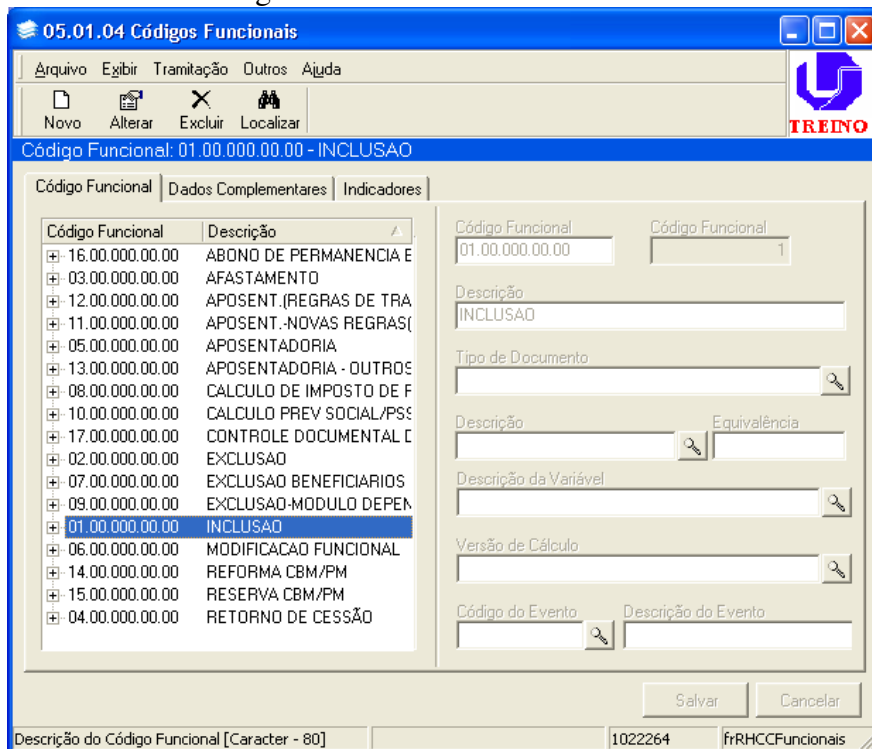 05.01.04 Códigos Funcionais
Arquivo Exibir Tramitação Outros Ajuda
Novo Alterar Excluir Localizar
TREINO
Código Funcional: 01.00.000.00.00 - INCLUSAO
Código Funcional Dados Complementares Indicadores
Código Funcional Descrição
16.00.000.00.00 ABONO DE PERMANENCIA E
03.00.000.00.00 AFASTAMENTO
12.00.000.00.00 APOSENT.(REGRAS DE TRA
11.00.000.00.00 APOSENT.-NOVAS REGRAS(
05.00.000.00.00 APOSENTADORIA
13.00.000.00.00 APOSENTADORIA - OUTROS
08.00.000.00.00 CALCULO DE IMPOSTO DE F
10.00.000.00.00 CALCULO PREV SOCIAL/PSS
17.00.000.00.00 CONTROLE DOCUMENTAL D
02.00.000.00.00 EXCLUSAO
07.00.000.00.00 EXCLUSAO BENEFICIARIOS
09.00.000.00.00 EXCLUSAO-MODULO DEPEN
01.00.000.00.00 INCLUSAO
06.00.000.00.00 MODIFICACAO FUNCIONAL
14.00.000.00.00 REFORMA CBM/PM
15.00.000.00.00 RESERVA CBM/PM
04.00.000.00.00 RETORNO DE CESSÃO
Código Funcional Código Funcional
01.00.000.00.00 1
Descrição
INCLUSAO
Tipo de Documento
Descrição Equivalência
Descrição da Variável
Versão de Cálculo
Código do Evento Descrição do Evento
Salvar Cancelar
Descrição do Código Funcional [Caracter - 80] 1022264 frRHCCFuncionais